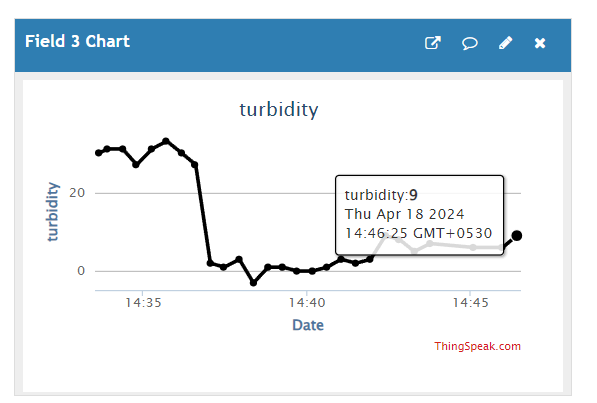 Field 3 Chart
turbidity
turbidity
20
0
turbidity:9
Thu Apr 18 2024
14:46:25 GMT+0530
14:35
14:40
14:45
Date
ThingSpeak.com